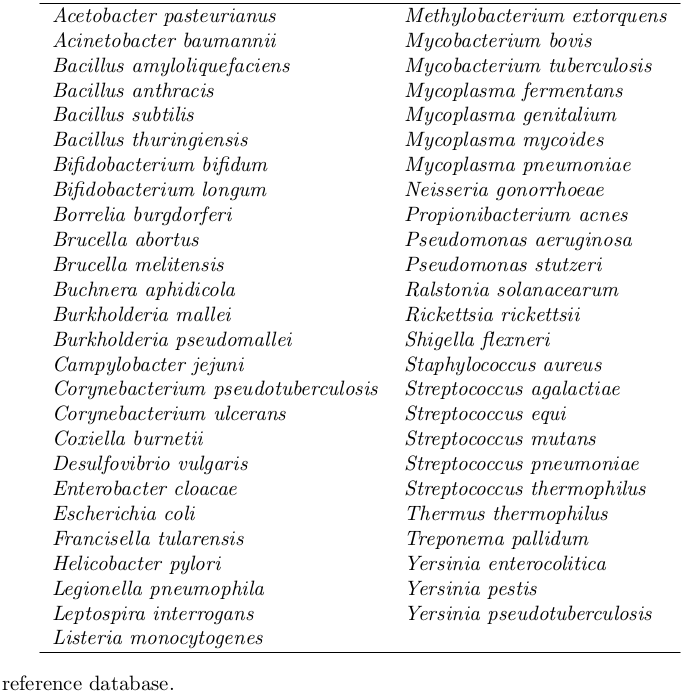 Acetobacter pasteurianus Methylobacterium extorquens
Acinetobacter baumannii Mycobacterium bovis
Bacillus amyloliquefaciens Mycobacterium tuberculosis
Bacillus anthracis Mycoplasma fermentans
Bacillus subtilis Mycoplasma genitalium
Bacillus thuringiensis Mycoplasma mycoides
Bifidobacterium bifidum Mycoplasma pneumoniae
Bifidobacterium longum Neisseria gonorrhoeae
Borrelia burgdorferi Propionibacterium acnes
Brucella abortus Pseudomonas aeruginosa
Brucella melitensis Pseudomonas stutzeri
Buchnera aphidicola Ralstonia solanacearum
Burkholderia mallei Rickettsia rickettsii
Burkholderia pseudomallei Shigella flexneri
Campylobacter jejuni Staphylococcus aureus
Corynebacterium pseudotuberculosis Streptococcus agalactiae
Corynebacterium ulcerans Streptococcus equi
Coxiella burnetii Streptococcus mutans
Desulfovibrio vulgaris Streptococcus pneumoniae
Enterobacter cloacae Streptococcus thermophilus
Escherichia coli Thermus thermophilus
Francisella tularensis Treponema pallidum
Helicobacter pylori Yersinia enterocolitica
Legionella pneumophila Yersinia pestis
Leptospira interrogans Yersinia pseudotuberculosis
Listeria monocytogenes
reference database.